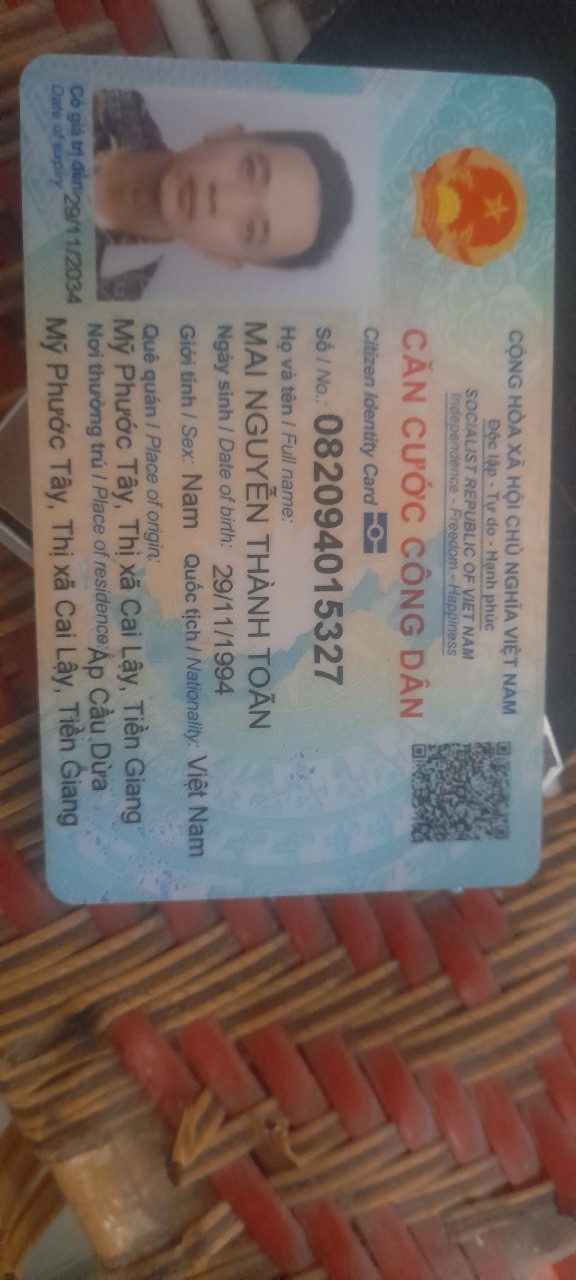 CỘNG HÒA XÃ HỘI CHỦ NGHĨA VIỆT NAM
Độc lập - Tự do - Hạnh phúc
SOCIALIST REPUBLIC OF VIET NAM
Independence - Freedom - Happiness
CĂN CƯỚC CÔNG DÂN
Citizen Identity Card
Số / No.: 082094015327
Họ và tên / Full name:
MAI NGUYỄN THÀNH TOÃN
Ngày sinh / Date of birth: 29/11/1994
Giới tính / Sex: Nam Quốc tịch / Nationality: Việt Nam
Quê quán / Place of origin:
Mỹ Phước Tây, Thị xã Cai Lậy, Tiền Giang
Nơi thường trú / Place of residence: Ấp Cầu Dừa
Mỹ Phước Tây, Thị xã Cai Lậy, Tiền Giang
Có giá trị đến: 29/11/2034
Date of expiry